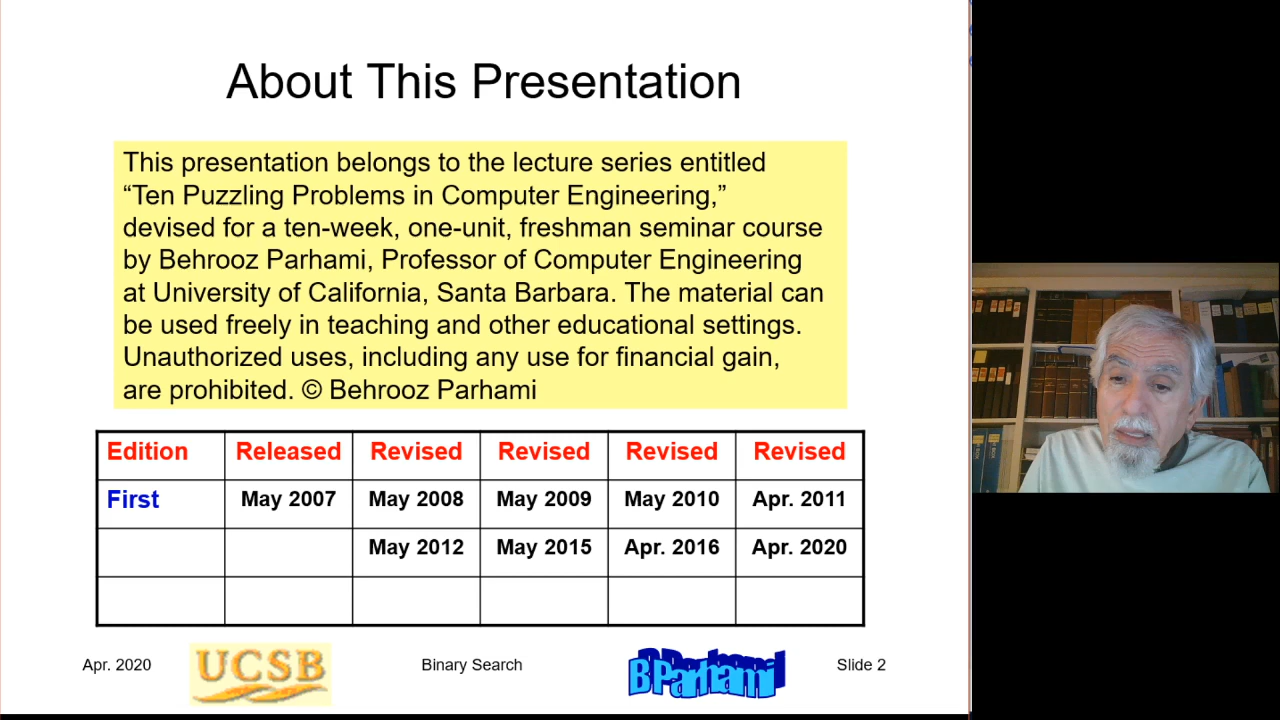 About This Presentation
This presentation belongs to the lecture series entitled
“Ten Puzzling Problems in Computer Engineering,”
devised for a ten-week, one-unit, freshman seminar course
by Behrooz Parhami, Professor of Computer Engineering
at University of California, Santa Barbara. The material can
be used freely in teaching and other educational settings.
Unauthorized uses, including any use for financial gain,
are prohibited. © Behrooz Parhami
Edition Released Revised Revised Revised Revised
First May 2007 May 2008 May 2009 May 2010 Apr. 2011
May 2012 May 2015 Apr. 2016 Apr. 2020
Apr. 2020 UCSB Binary Search B Parhami Slide 2